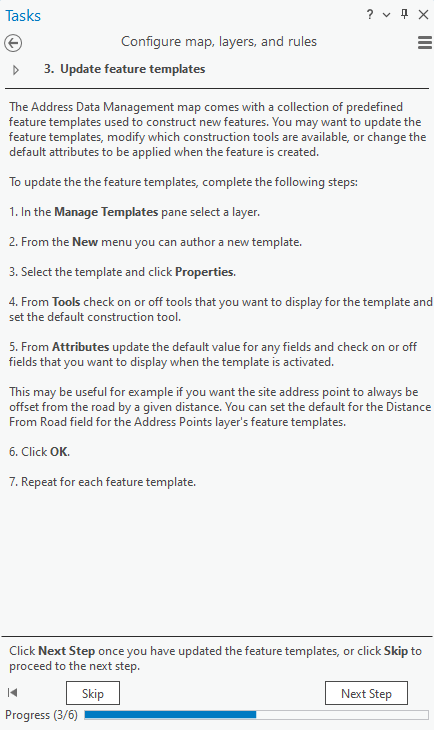 Tasks
?
Configure map, layers, and rules
3. Update feature templates
The Address Data Management map comes with a collection of predefined
feature templates used to construct new features. You may want to update the
feature templates, modify which construction tools are available, or change the
default attributes to be applied when the feature is created.
To update the the feature templates, complete the following steps:
1. In the Manage Templates pane select a layer.
2. From the New menu you can author a new template.
3. Select the template and click Properties.
4. From Tools check on or off tools that you want to display for the template and
set the default construction tool.
5. From Attributes update the default value for any fields and check on or off
fields that you want to display when the template is activated.
This may be useful for example if you want the site address point to always be
offset from the road by a given distance. You can set the default for the Distance
From Road field for the Address Points layer's feature templates.
6. Click OK.
7. Repeat for each feature template.
Click Next Step once you have updated the feature templates, or click Skip to
proceed to the next step.
Skip
Next Step
Progress (3/6)